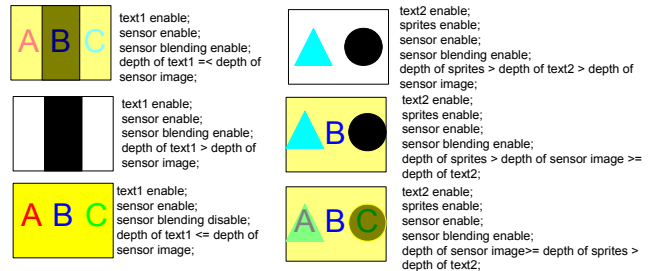 A B C
text1 enable;
sensor enable;
sensor blending enable;
depth of text1 =< depth of
sensor image;
text1 enable;
sensor enable;
sensor blending enable;
depth of text1 > depth of
sensor image;
A B C
text1 enable;
sensor enable;
sensor blending disable;
depth of text1 <= depth of
sensor image;
text2 enable;
sprites enable;
sensor enable;
sensor blending enable;
depth of sprites > depth of text2 > depth of
sensor image;
B
text2 enable;
sprites enable;
sensor enable;
sensor blending enable;
depth of sprites > depth of sensor image >=
depth of text2;
A B C
text2 enable;
sprites enable;
sensor enable;
sensor blending enable;
depth of sensor image>= depth of sprites >
depth of text2;